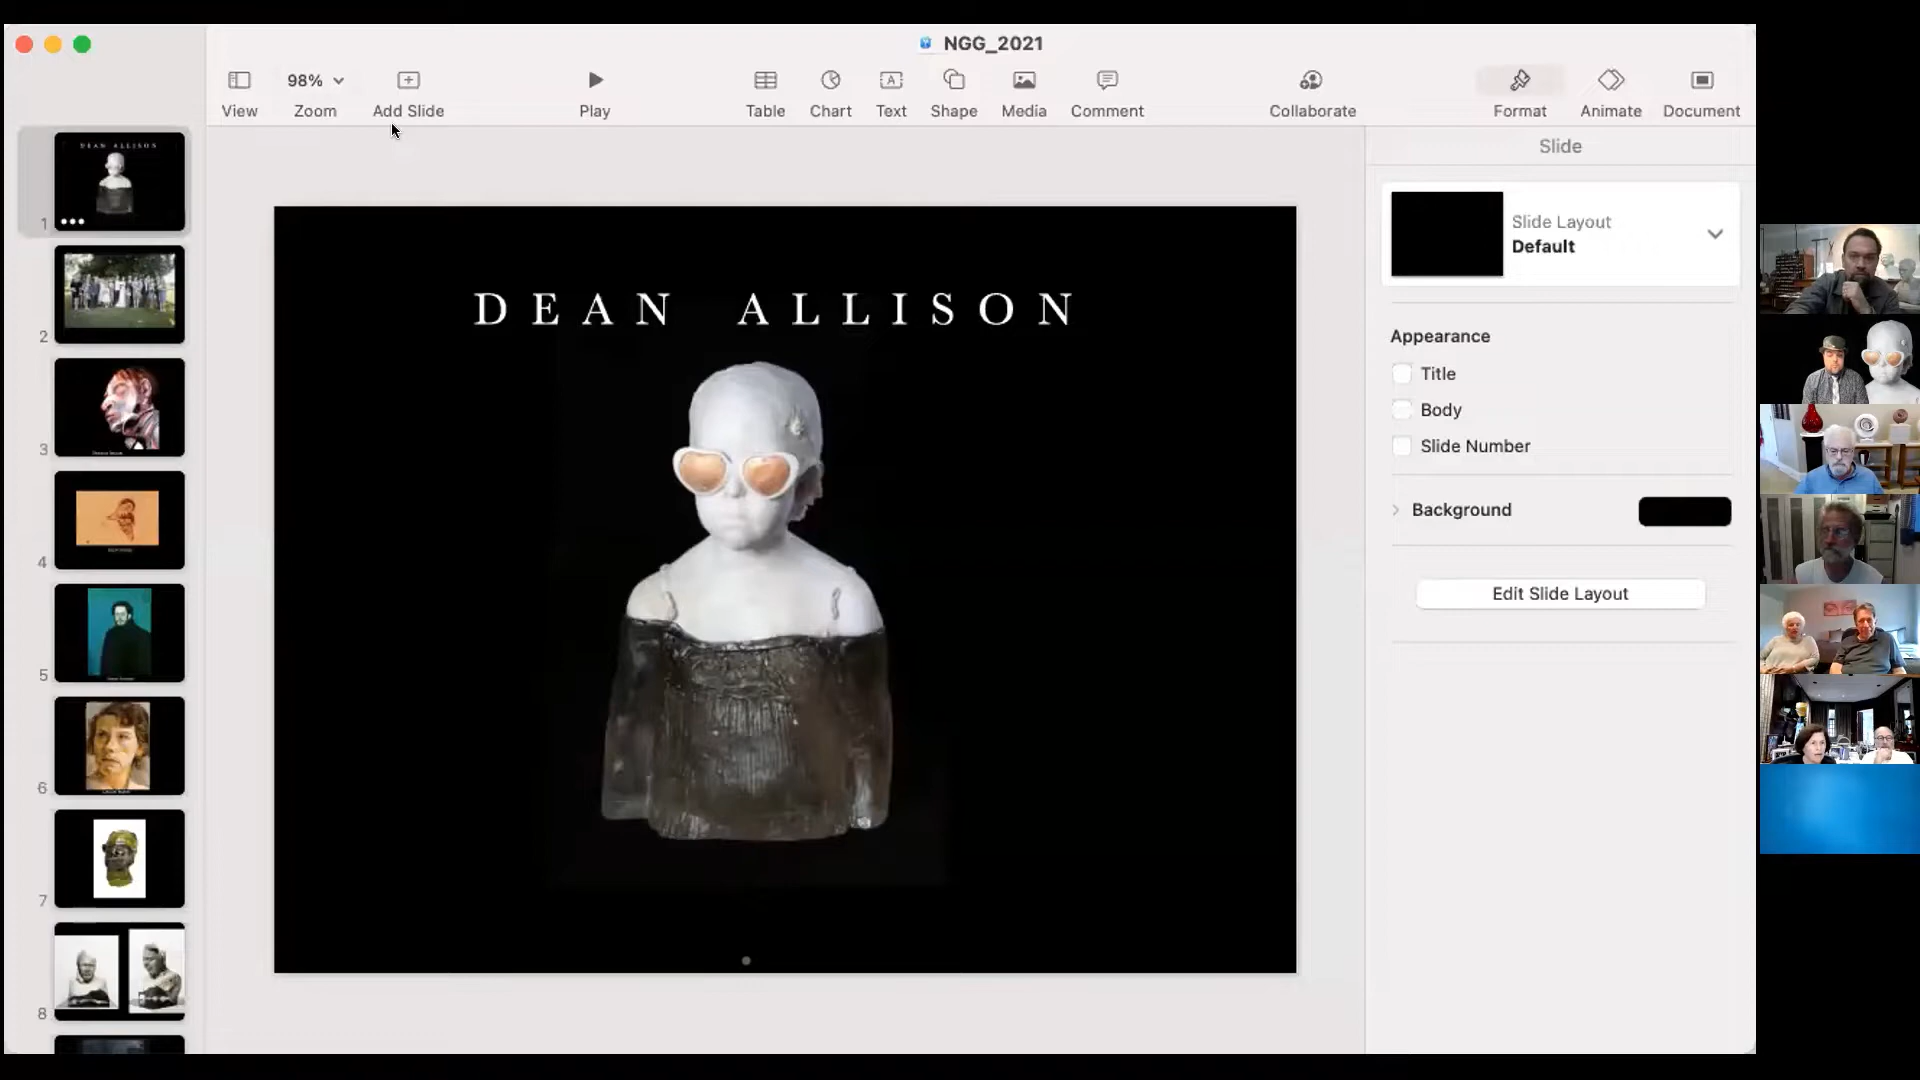 NGG_2021
98%
View
Zoom
Add Slide
Play
Table
Chart
Text
Shape
Media
Comment
Collaborate
Format
Animate
Document
Slide
DEAN ALLISON
1
2
3
4
5
6
7
8
DEAN ALLISON
Slide Layout
Default
Appearance
Title
Body
Slide Number
Background
Edit Slide Layout